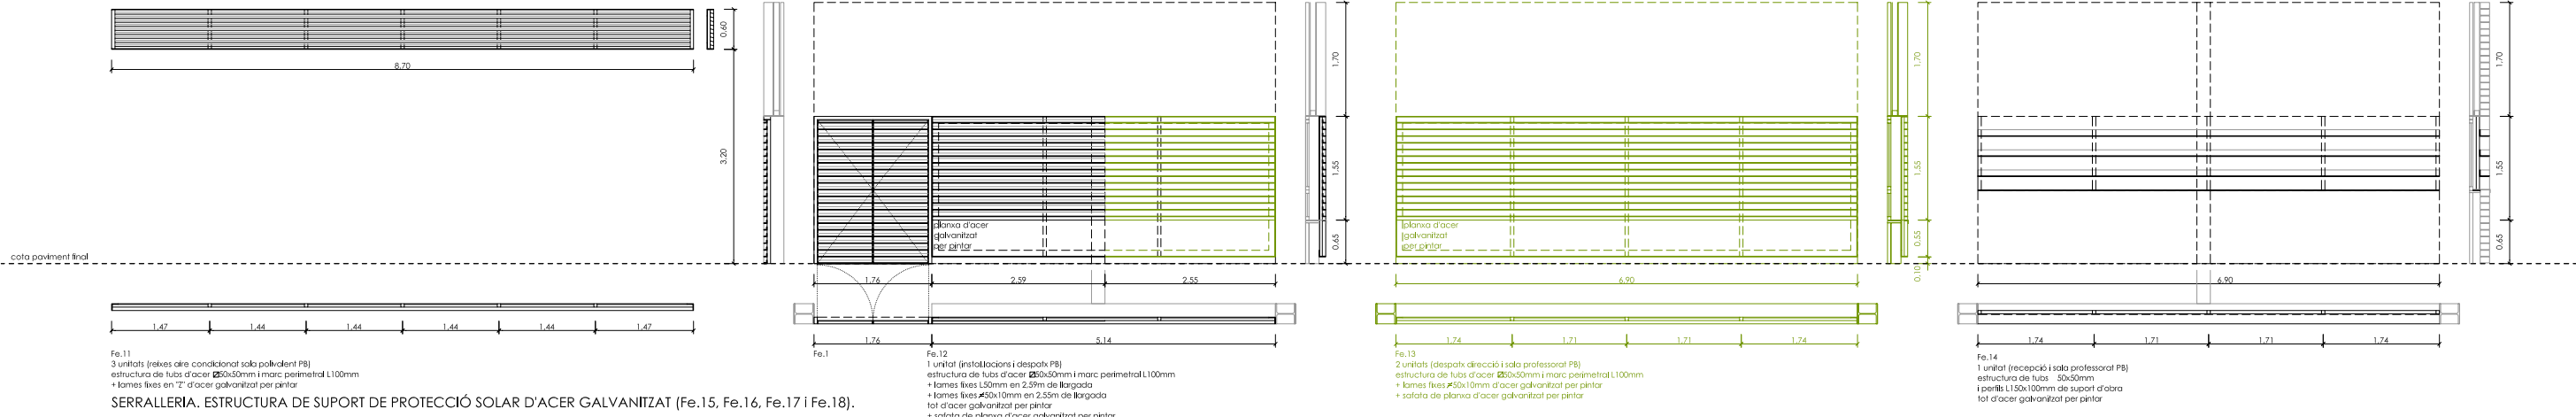 0.60
8.70
3.20
1.70
1.55
0.65
1.70
1.55
0.55
0.10
1.70
1.55
0.65
planxa d'acer
galvanitzat
per pintar
planxa d'acer
galvanitzat
per pintar
cota paviment final
1.76 2.59 2.55
6.90
6.90
1.47 1.44 1.44 1.44 1.44 1.47
1.76 5.14
1.74 1.71 1.71 1.74
1.74 1.71 1.71 1.74
Fe.11
3 unitats (reixes aire condicionat sala polivalent PB)
estructura de tubs d'acer 50x50mm i marc perimetral L100mm
+ lames fixes en "Z" d'acer galvanitzat per pintar
Fe.1
Fe.12
1 unitat (instal.lacions i despatx PB)
estructura de tubs d'acer 50x50mm i marc perimetral L100mm
+ lames fixes L50mm en 2.59m de llargada
+ lames fixes ≠50x10mm en 2.55m de llargada
tot d'acer galvanitzat per pintar
+ safata de planxa d'acer galvanitzat per pintar
Fe.13
2 unitats (despatx direcció i sala professorat PB)
estructura de tubs d'acer 50x50mm i marc perimetral L100mm
+ lames fixes ≠50x10mm d'acer galvanitzat per pintar
+ safata de planxa d'acer galvanitzat per pintar
Fe.14
1 unitat (recepció i sala professorat PB)
estructura de tubs 50x50mm
i perfils L150x100mm de suport d'obra
tot d'acer galvanitzat per pintar
SERRALLERIA. ESTRUCTURA DE SUPORT DE PROTECCIÓ SOLAR D'ACER GALVANITZAT (Fe.15, Fe.16, Fe.17 i Fe.18).